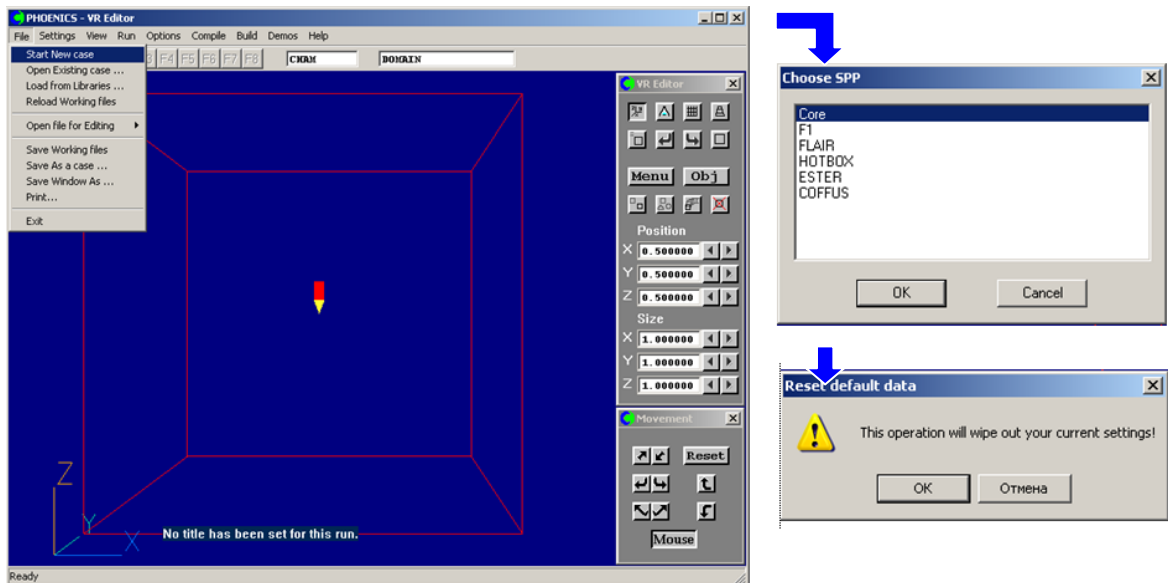 PHOENICS - VR Editor
File Settings View Run Options Compile Build Demos Help
Start New case
Open Existing case ...
Load from Libraries ...
Reload Working files
Open file for Editing
Save Working files
Save As a case ...
Save Window As ...
Print...
Exit
3 F4 F5 F6 F7 F8 CHAM DOMAIN
VR Editor
Menu Obj
Position
X 0.500000
Y 0.500000
Z 0.500000
Size
X 1.000000
Y 1.000000
Z 1.000000
Movement
Reset
Mouse
Z
Y
X
No title has been set for this run.
Ready
Choose SPP
Core
F1
FLAIR
HOTBOX
ESTER
COFFUS
OK Cancel
Reset default data
This operation will wipe out your current settings!
OK Отмена